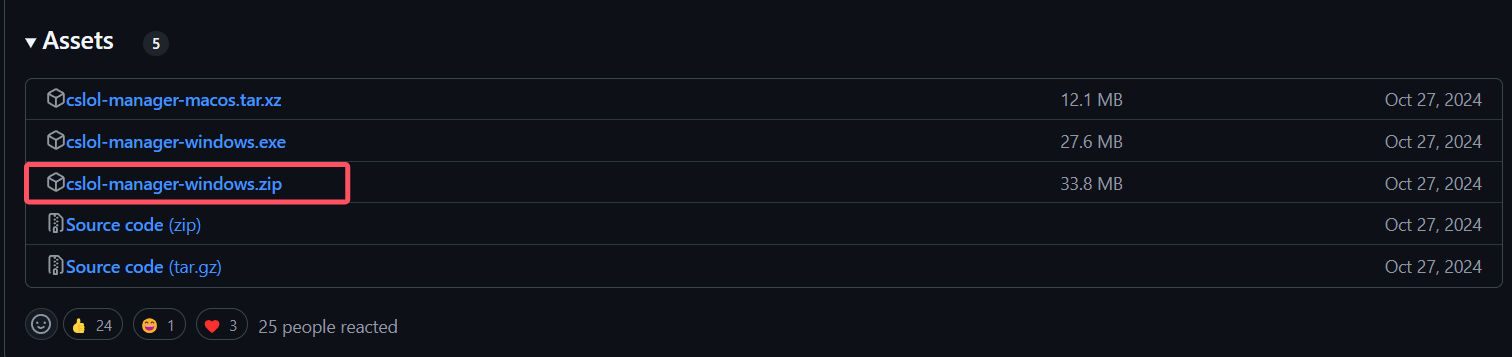 Assets 5
cslol-manager-macos.tar.xz 12.1 MB Oct 27, 2024
cslol-manager-windows.exe 27.6 MB Oct 27, 2024
cslol-manager-windows.zip 33.8 MB Oct 27, 2024
Source code (zip) Oct 27, 2024
Source code (tar.gz) Oct 27, 2024
24 1 3 25 people reacted